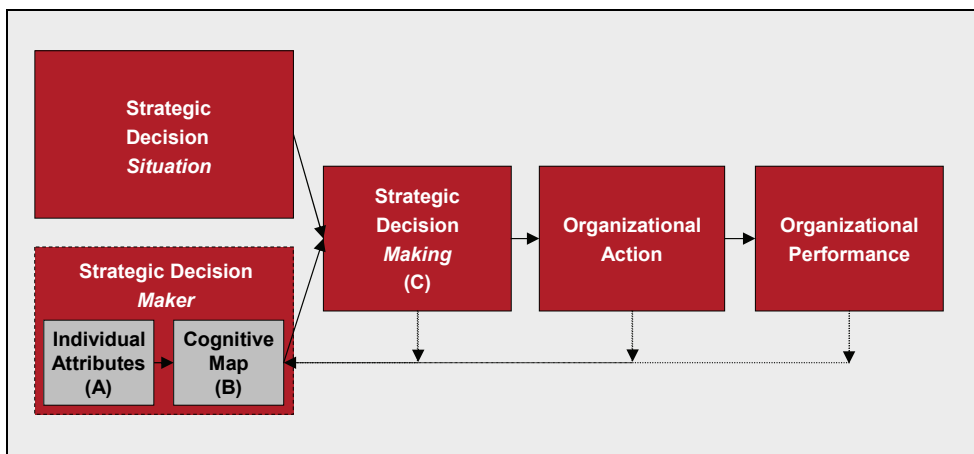 Strategic
Decision
Situation
Strategic Decision
Maker
Individual
Attributes
(A)
Cognitive
Map
(B)
Strategic
Decision
Making
(C)
Organizational
Action
Organizational
Performance